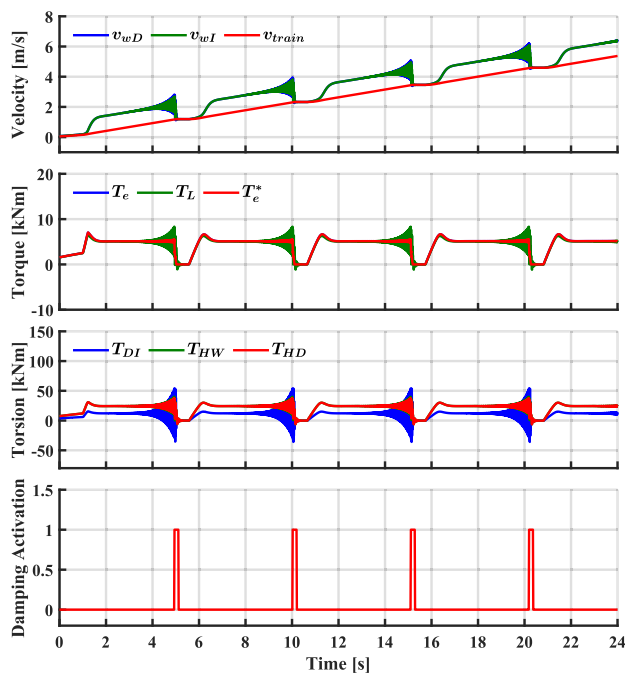 8
6
4
2
0
Velocity [m/s]
v_wD v_wI v_train
20
10
0
-10
Torque [kNm]
T_e T_L T_e^*
150
100
50
0
-50
Torsion [kNm]
T_DI T_HW T_HD
1.5
1
0.5
0
Damping Activation
0 2 4 6 8 10 12 14 16 18 20 22 24
Time [s]